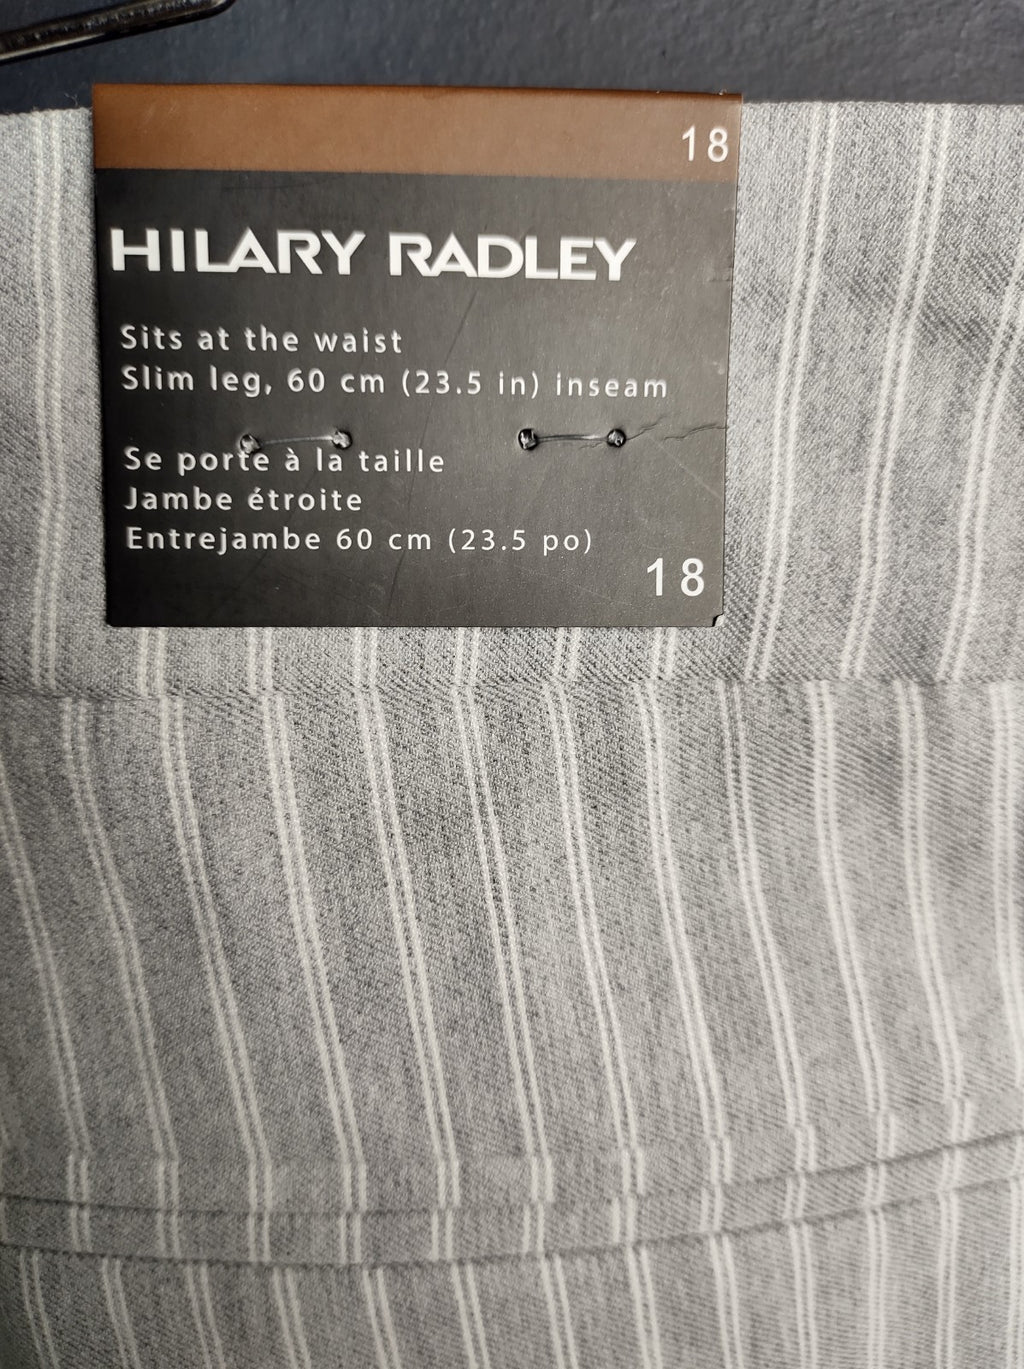 18
HILARY RADLEY
Sits at the waist
Slim leg, 60 cm (23.5 in) inseam
Se porte à la taille
Jambe étroite
Entrejambe 60 cm (23.5 po)
18